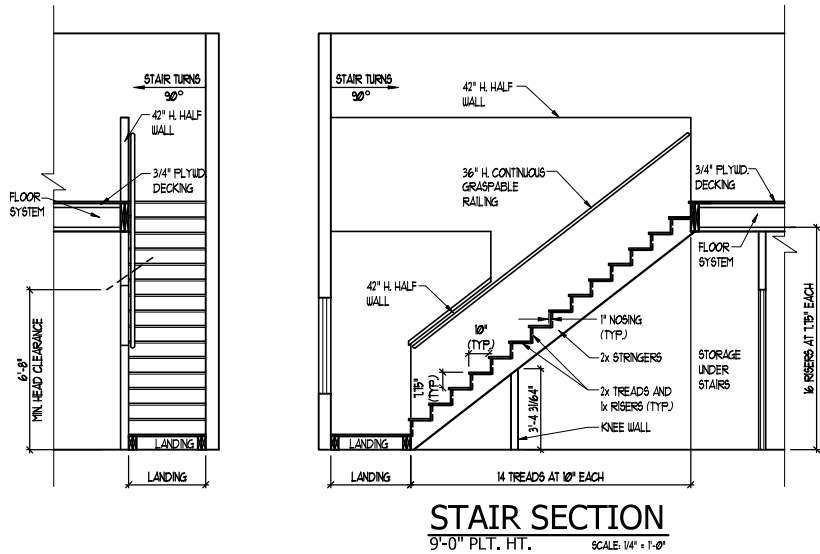 STAIR TURNS
90°
42" H. HALF
WALL
3/4" PLYWD.
DECKING
FLOOR
SYSTEM
6'-8"
MIN. HEAD CLEARANCE
LANDING
LANDING
STAIR TURNS
90°
42" H. HALF
WALL
36" H. CONTINUOUS
GRASPABLE
RAILING
3/4" PLYWD.
DECKING
FLOOR
SYSTEM
42" H. HALF
WALL
10"
(TYP.)
7.75"
(TYP.)
1" NOSING
(TYP.)
2x STRINGERS
2x TREADS AND
1x RISERS (TYP.)
KNEE WALL
3'-4 31/64"
STORAGE
UNDER
STAIRS
16 RISERS AT 7.75" EACH
LANDING
LANDING
14 TREADS AT 10" EACH
STAIR SECTION
9'-0" PLT. HT.
SCALE: 1/4" = 1'-0"